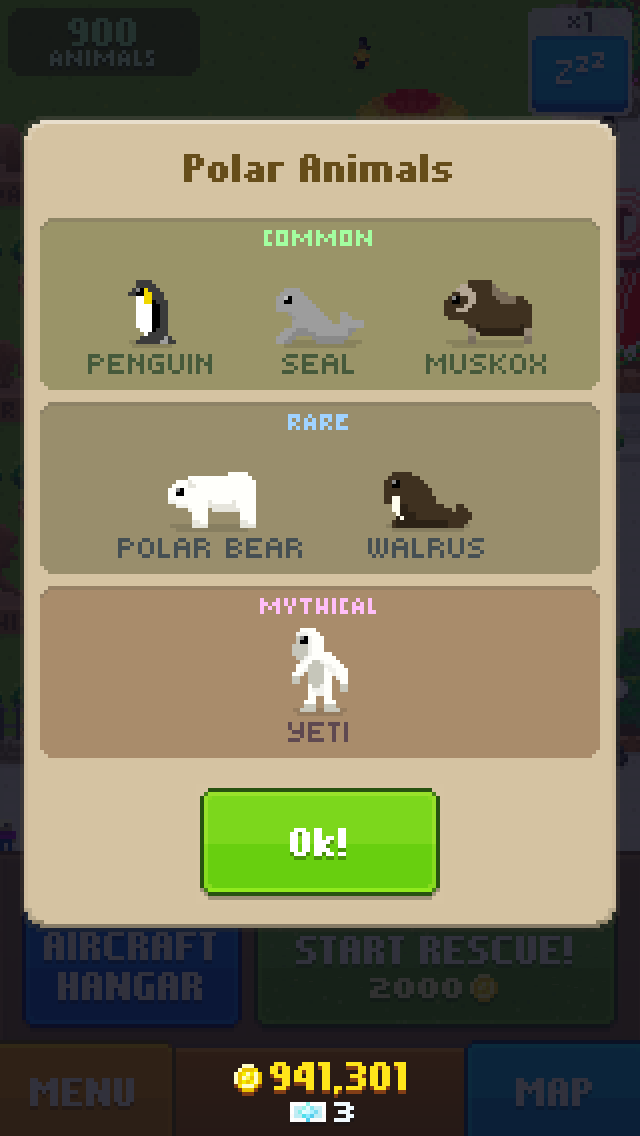 900
ANIMALS
x1
Zzzz
Polar Animals
COMMON
PENGUIN SEAL MUSKOX
RARE
POLAR BEAR WALRUS
MYTHICAL
YETI
Ok!
AIRCRAFT
HANGAR
START RESCUE!
2000
MENU
941,301
3
MAP